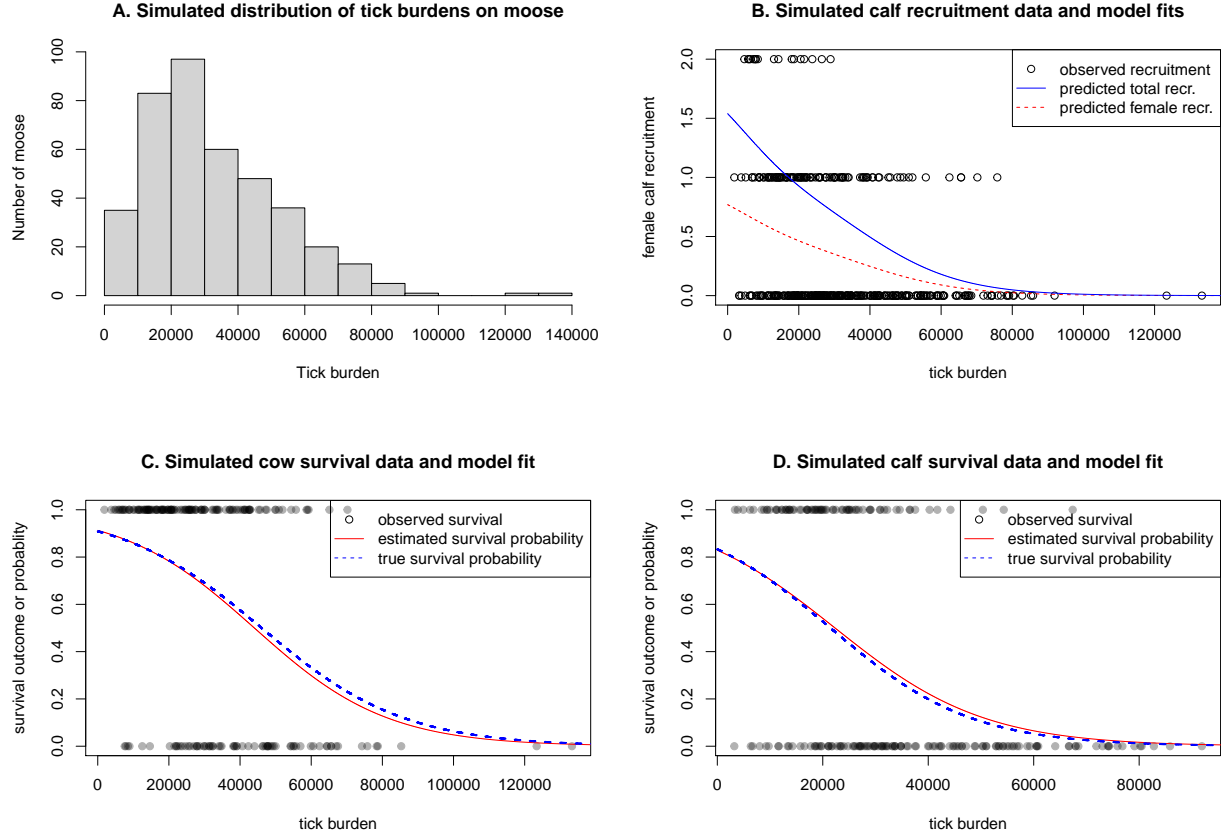 A. Simulated distribution of tick burdens on moose
Number of moose
0 20 40 60 80 100
0 20000 40000 60000 80000 100000 120000 140000
Tick burden
B. Simulated calf recruitment data and model fits
female calf recruitment
0.0 0.5 1.0 1.5 2.0
observed recruitment
predicted total recr.
predicted female recr.
0 20000 40000 60000 80000 100000 120000
tick burden
C. Simulated cow survival data and model fit
survival outcome or probablity
0.0 0.2 0.4 0.6 0.8 1.0
observed survival
estimated survival probability
true survival probability
0 20000 40000 60000 80000 100000 120000
tick burden
D. Simulated calf survival data and model fit
survival outcome or probablity
0.0 0.2 0.4 0.6 0.8 1.0
observed survival
estimated survival probability
true survival probability
0 20000 40000 60000 80000
tick burden